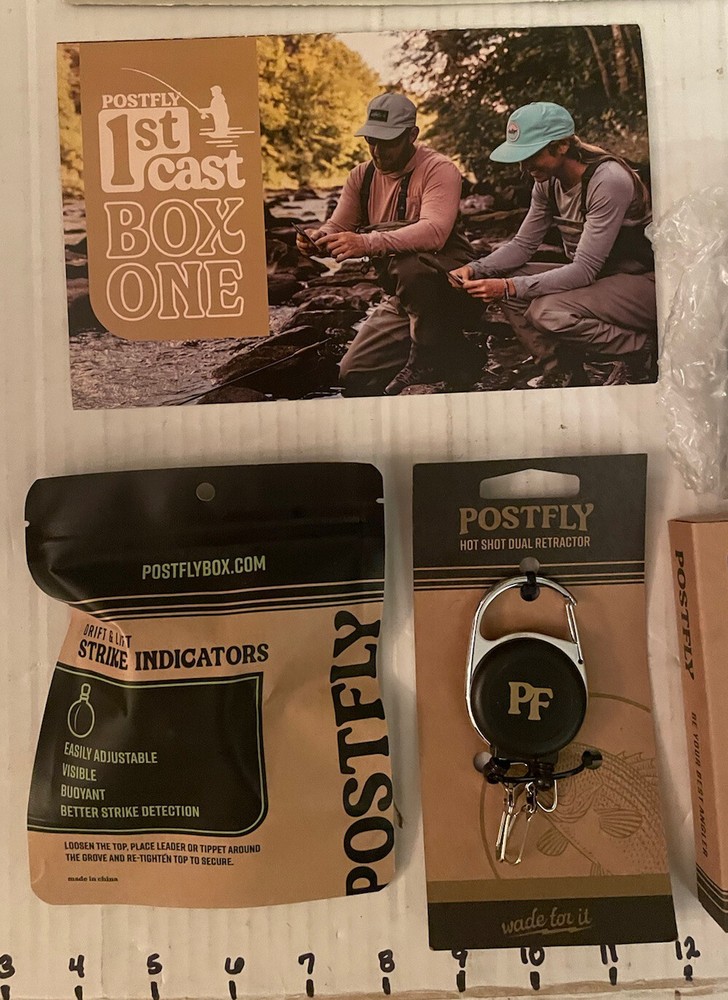 POSTFLY
1st
cast
BOX
ONE
POSTFLYBOX.COM
DRIFT & LIFT
STRIKE INDICATORS
EASILY ADJUSTABLE
VISIBLE
BUOYANT
BETTER STRIKE DETECTION
LOOSEN THE TOP, PLACE LEADER OR TIPPET AROUND
THE GROVE AND RE-TIGHTEN TOP TO SECURE.
made in china
POSTFLY
POSTFLY
HOT SHOT DUAL RETRACTOR
PF
wade for it
POSTFLY
BE YOUR BEST ANGLER
3 4 5 6 7 8 9 10 11 12